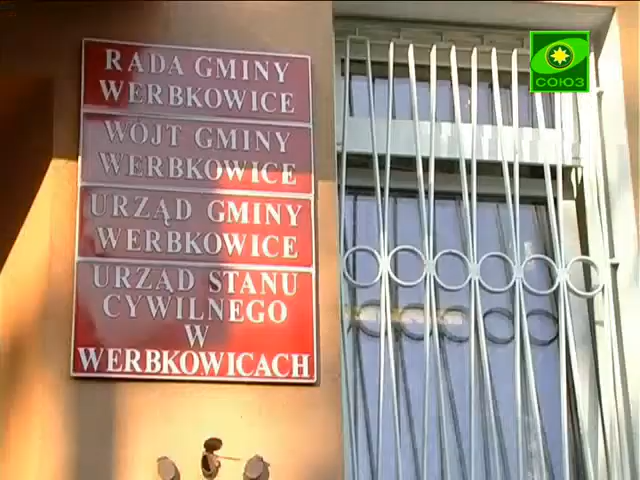 RADA GMINY
WERBKOWICE
WÓJT GMINY
WERBKOWICE
URZĄD GMINY
WERBKOWICE
URZĄD STANU
CYWILNEGO
W
WERBKOWICACH
СОЮЗ